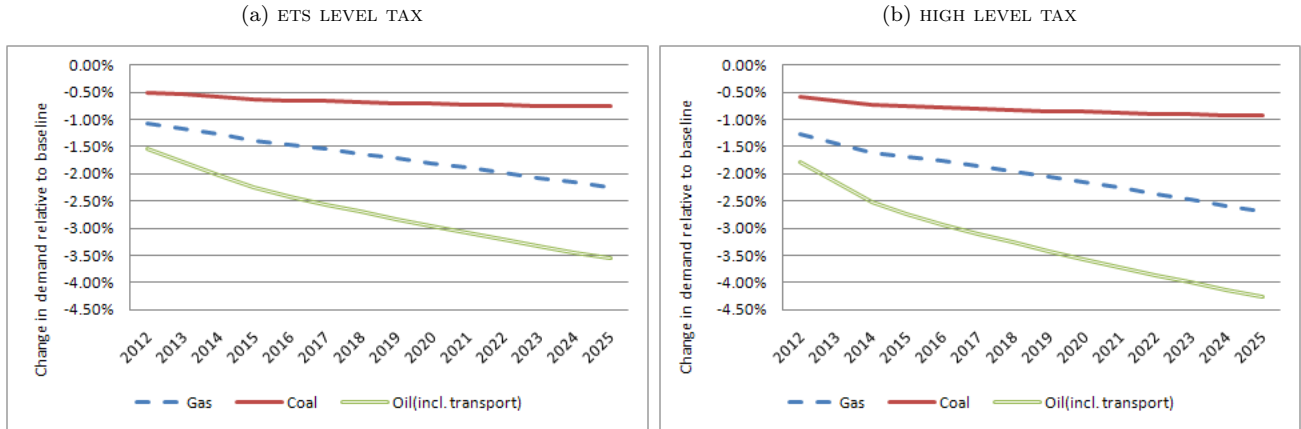 (a) ETS LEVEL TAX
0.00%
-0.50%
-1.00%
-1.50%
-2.00%
-2.50%
-3.00%
-3.50%
-4.00%
-4.50%
Change in demand relative to baseline
2012 2013 2014 2015 2016 2017 2018 2019 2020 2021 2022 2023 2024 2025
Gas Coal Oil(incl. transport)
(b) HIGH LEVEL TAX
0.00%
-0.50%
-1.00%
-1.50%
-2.00%
-2.50%
-3.00%
-3.50%
-4.00%
-4.50%
Change in demand relative to baseline
2012 2013 2014 2015 2016 2017 2018 2019 2020 2021 2022 2023 2024 2025
Gas Coal Oil(incl. transport)